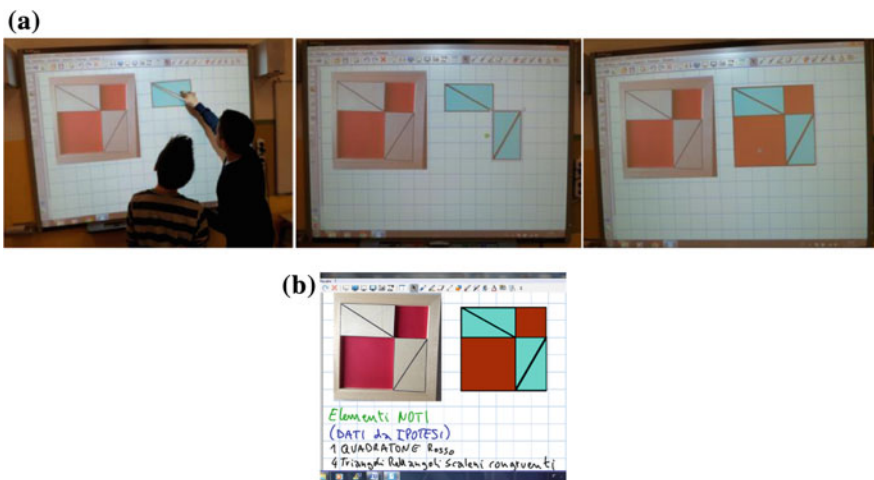 (a)
(b)
Elementi NOTI
(DATI da IPOTESI)
1 QUADRATONE Rosso
4 Triangoli Rettangoli Scaleni congruenti